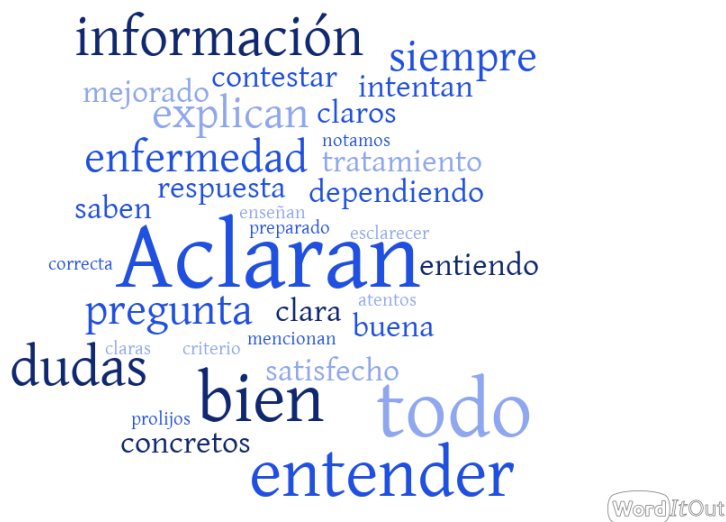 información
siempre
contestar
intentan
mejorado
explican
claros
notamos
enfermedad
tratamiento
respuesta
dependiendo
saben
enseñan
preparado
esclarecer
Aclaran
correcta
entiendo
pregunta
clara
atentos
buena
mencionan
claras
criterio
dudas
satisfecho
bien
todo
prolijos
concretos
entender
WordItOut